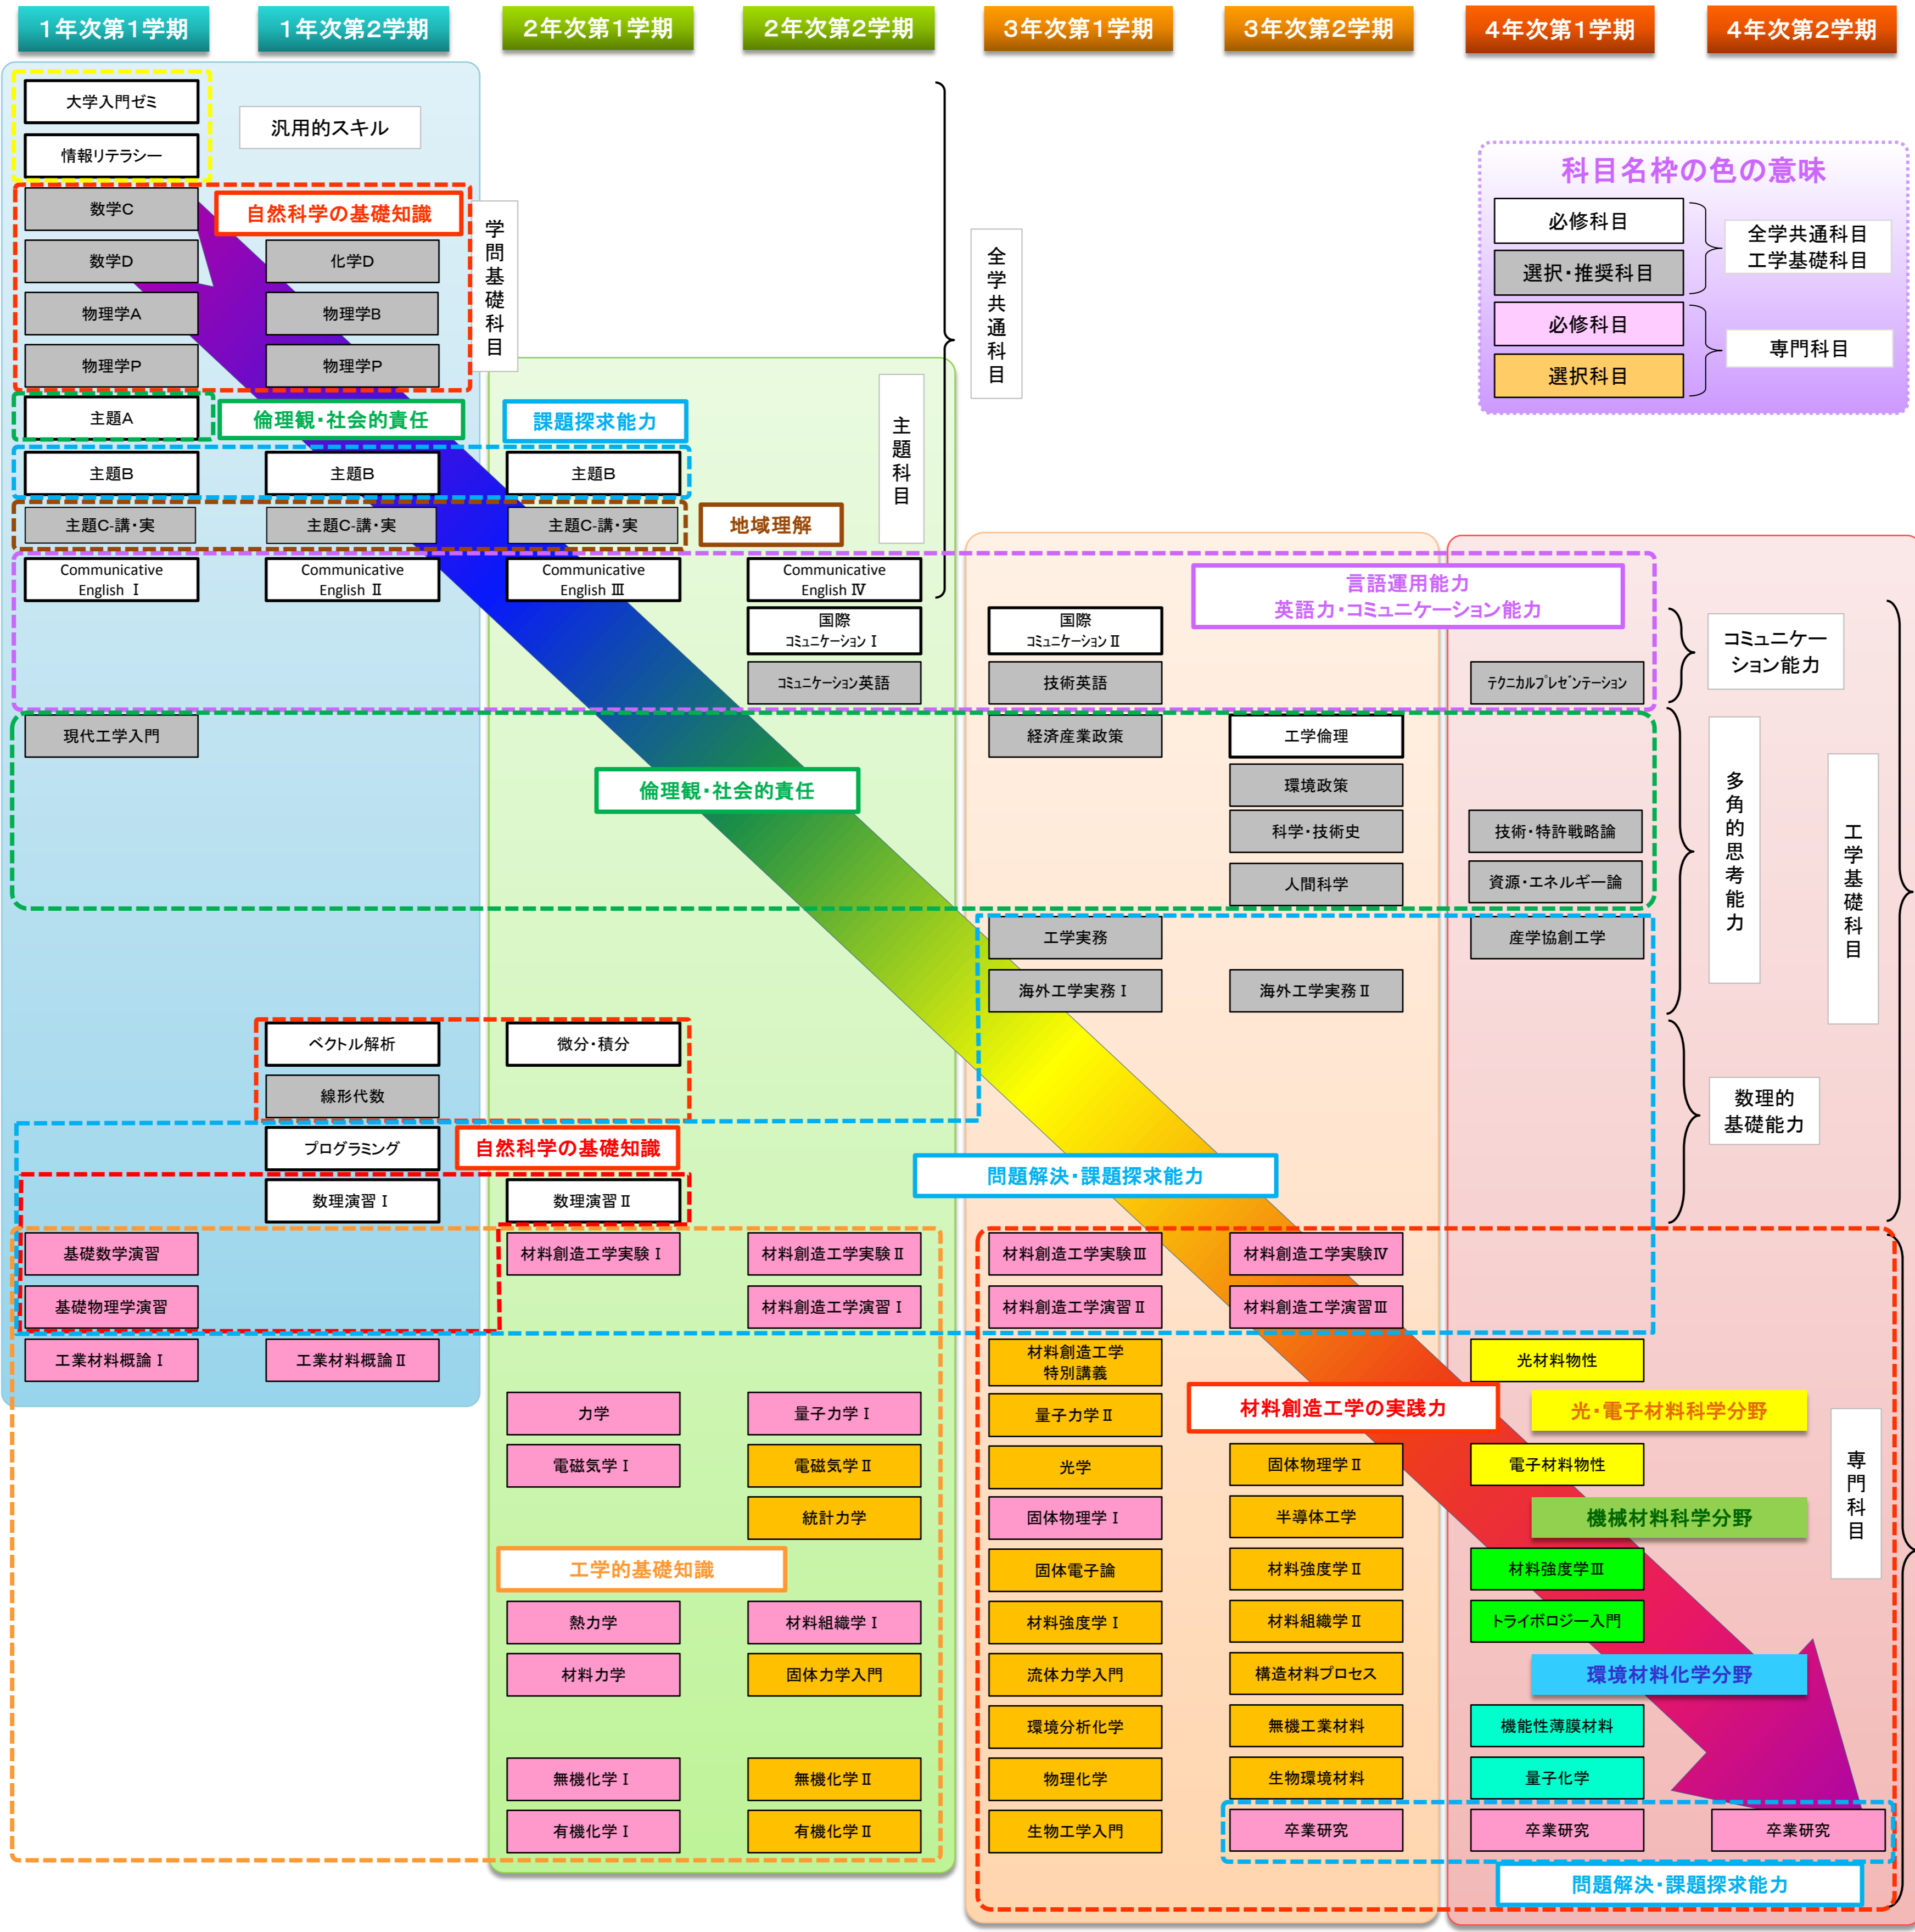 1年次第1学期
1年次第2学期
2年次第1学期
2年次第2学期
3年次第1学期
3年次第2学期
4年次第1学期
4年次第2学期
大学入門ゼミ
汎用的スキル
情報リテラシー
科目名枠の色の意味
必修科目
選択・推奨科目
全学共通科目
工学基礎科目
必修科目
選択科目
専門科目
数学C
自然科学の基礎知識
学問基礎科目
全学共通科目
数学D
化学D
物理学A
物理学B
物理学P
物理学P
主題A
倫理観・社会的責任
課題探求能力
主題科目
主題B
主題B
主題B
主題C-講・実
主題C-講・実
主題C-講・実
地域理解
Communicative
English Ⅰ
Communicative
English Ⅱ
Communicative
English Ⅲ
Communicative
English Ⅳ
言語運用能力
英語力・コミュニケーション能力
国際
コミュニケーションⅠ
国際
コミュニケーションⅡ
コミュニケー
ション能力
コミュニケーション英語
技術英語
テクニカルプレゼンテーション
現代工学入門
経済産業政策
工学倫理
多角的思考能力
工学基礎科目
倫理観・社会的責任
環境政策
科学・技術史
技術・特許戦略論
人間科学
資源・エネルギー論
工学実務
産学協創工学
海外工学実務Ⅰ
海外工学実務Ⅱ
ベクトル解析
微分・積分
線形代数
数理的
基礎能力
プログラミング
自然科学の基礎知識
問題解決・課題探求能力
数理演習Ⅰ
数理演習Ⅱ
基礎数学演習
材料創造工学実験Ⅰ
材料創造工学実験Ⅱ
材料創造工学実験Ⅲ
材料創造工学実験Ⅳ
基礎物理学演習
材料創造工学演習Ⅰ
材料創造工学演習Ⅱ
材料創造工学演習Ⅲ
工業材料概論Ⅰ
工業材料概論Ⅱ
材料創造工学
特別講義
光材料物性
力学
量子力学Ⅰ
量子力学Ⅱ
材料創造工学の実践力
光・電子材料科学分野
専門科目
電磁気学Ⅰ
電磁気学Ⅱ
光学
固体物理学Ⅱ
電子材料物性
統計力学
固体物理学Ⅰ
半導体工学
機械材料科学分野
工学的基礎知識
固体電子論
材料強度学Ⅱ
材料強度学Ⅲ
熱力学
材料組織学Ⅰ
材料強度学Ⅰ
材料組織学Ⅱ
トライボロジー入門
材料力学
固体力学入門
流体力学入門
構造材料プロセス
環境材料化学分野
環境分析化学
無機工業材料
機能性薄膜材料
無機化学Ⅰ
無機化学Ⅱ
物理化学
生物環境材料
量子化学
有機化学Ⅰ
有機化学Ⅱ
生物工学入門
卒業研究
卒業研究
卒業研究
問題解決・課題探求能力